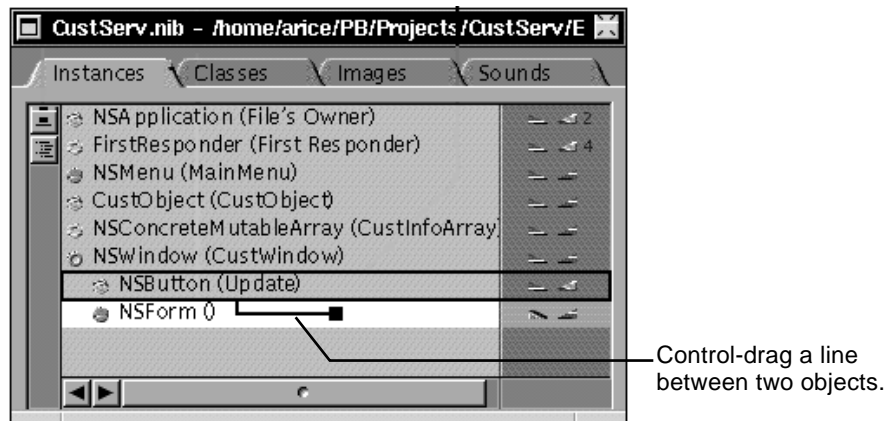 CustServ.nib – /home/arice/PB/Projects/CustServ/E
Instances Classes Images Sounds
NSApplication (File's Owner) 2
FirstResponder (First Responder) 4
NSMenu (MainMenu)
CustObject (CustObject)
NSConcreteMutableArray (CustInfoArray)
NSWindow (CustWindow)
NSButton (Update)
NSForm ()
Control-drag a line
between two objects.